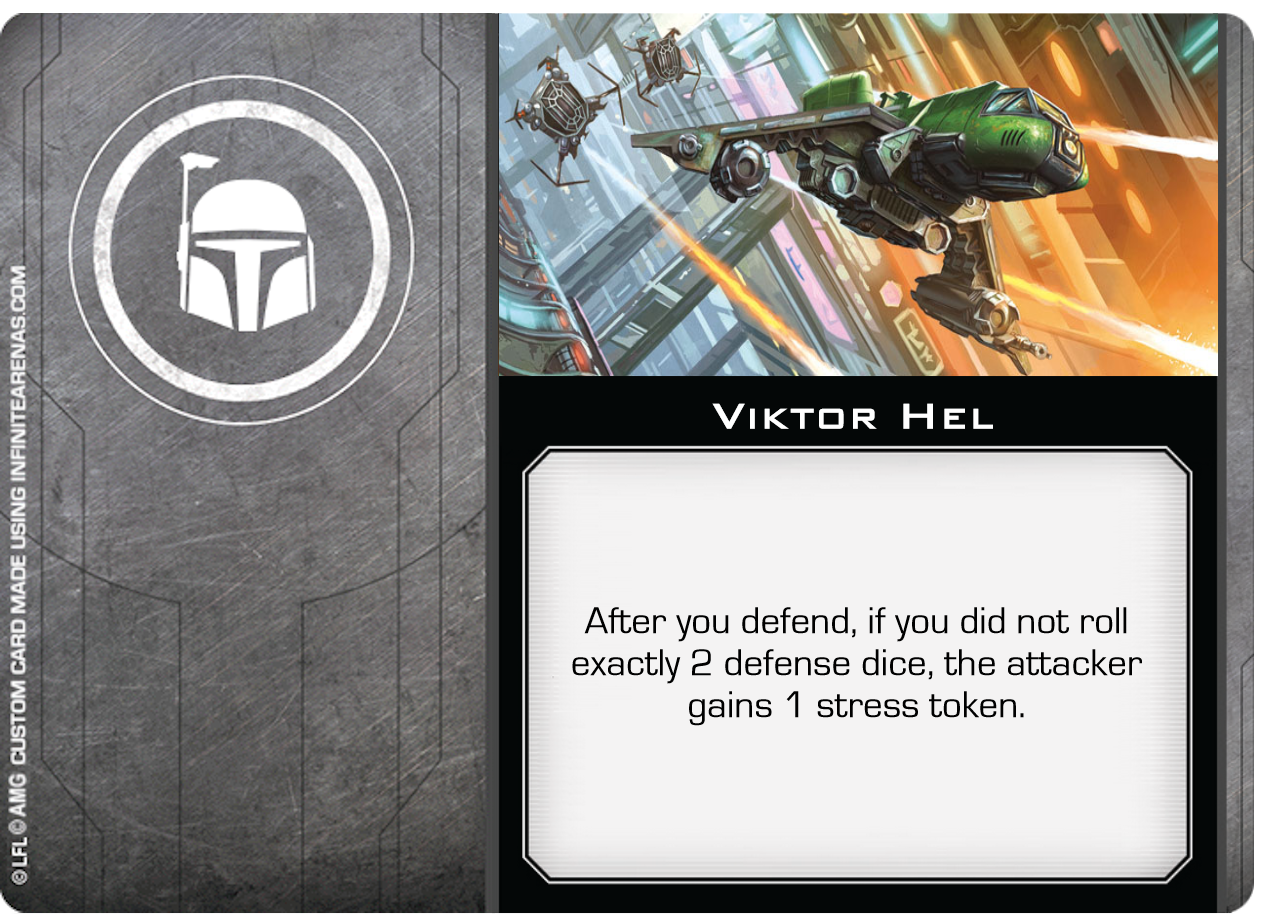 Viktor Hel
After you defend, if you did not roll
exactly 2 defense dice, the attacker
gains 1 stress token.
©LFL ©AMG CUSTOM CARD MADE USING INFINITEARENAS.COM